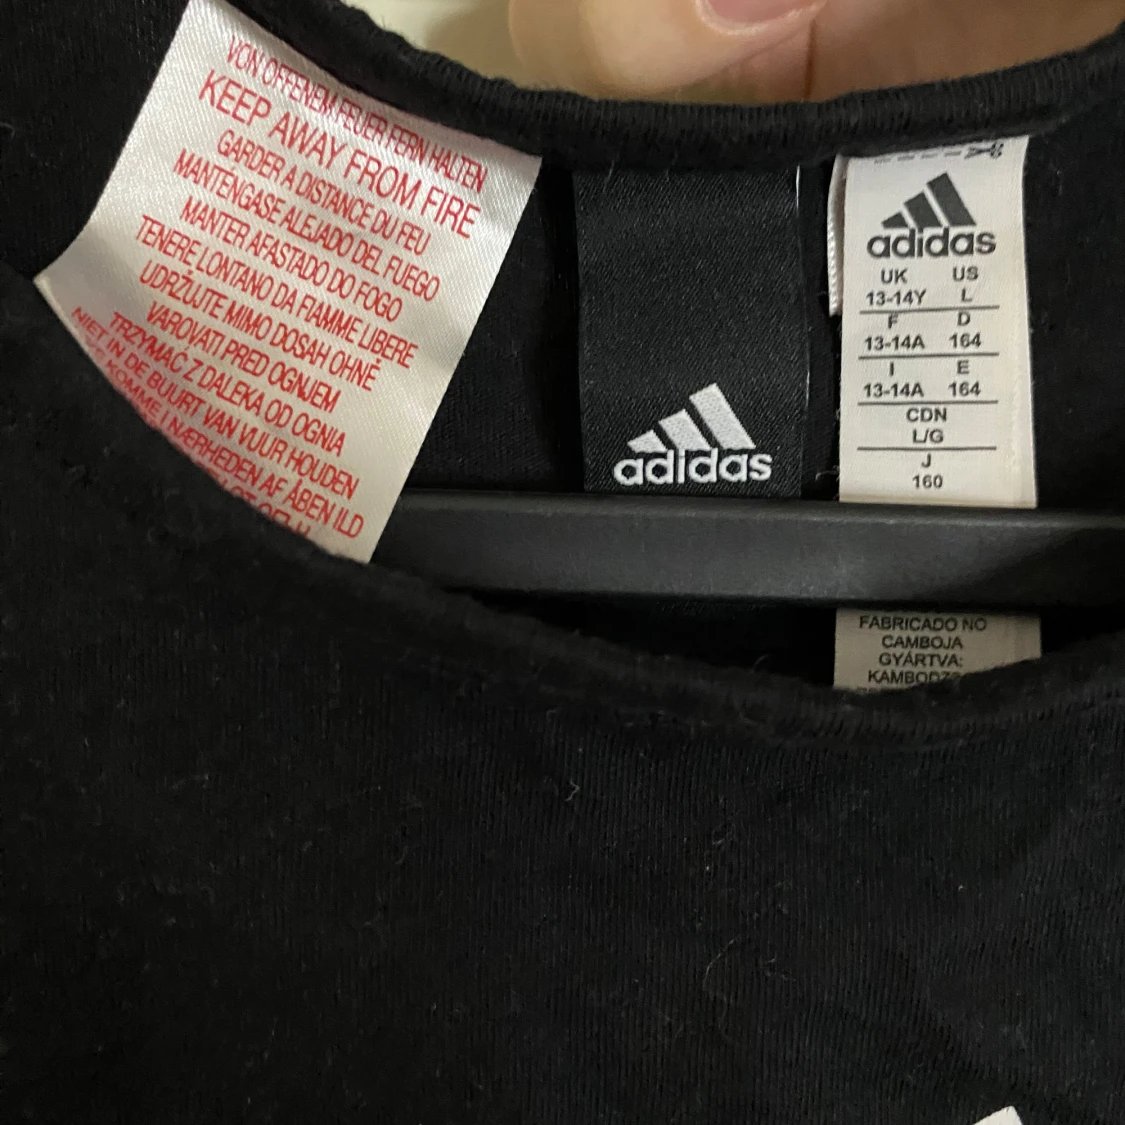 VON OFFENEM FEUER FERN HALTEN
KEEP AWAY FROM FIRE
GARDER A DISTANCE DU FEU
MANTÉNGASE ALEJADO DEL FUEGO
MANTER AFASTADO DO FOGO
TENERE LONTANO DA FIAMME LIBERE
UDRŽUJTE MIMO DOSAH OHNĚ
VAROVATI PRED OGNJEM
TRZYMAĆ Z DALEKA OD OGNIA
NIET IN DE BUURT VAN VUUR HOUDEN
KOMME I NÆRHEDEN AF ÅBEN ILD
adidas
adidas
UK US
13-14Y L
F D
13-14A 164
I E
13-14A 164
CDN
L/G
J
160
FABRICADO NO
CAMBOJA
GYÁRTVA: